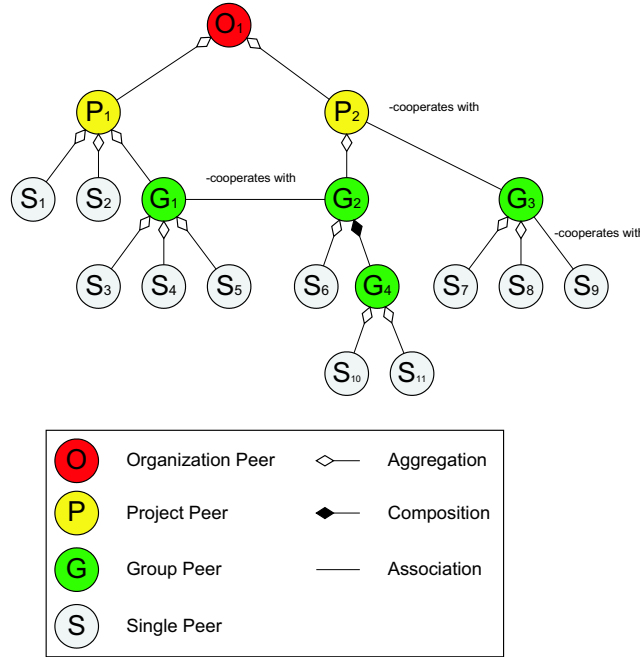 O1
P1 P2 -cooperates with
-cooperates with
S1 S2 G1 G2 G3
-cooperates with
S3 S4 S5 S6 G4 S7 S8 S9
S10 S11
O Organization Peer Aggregation
P Project Peer Composition
G Group Peer Association
S Single Peer